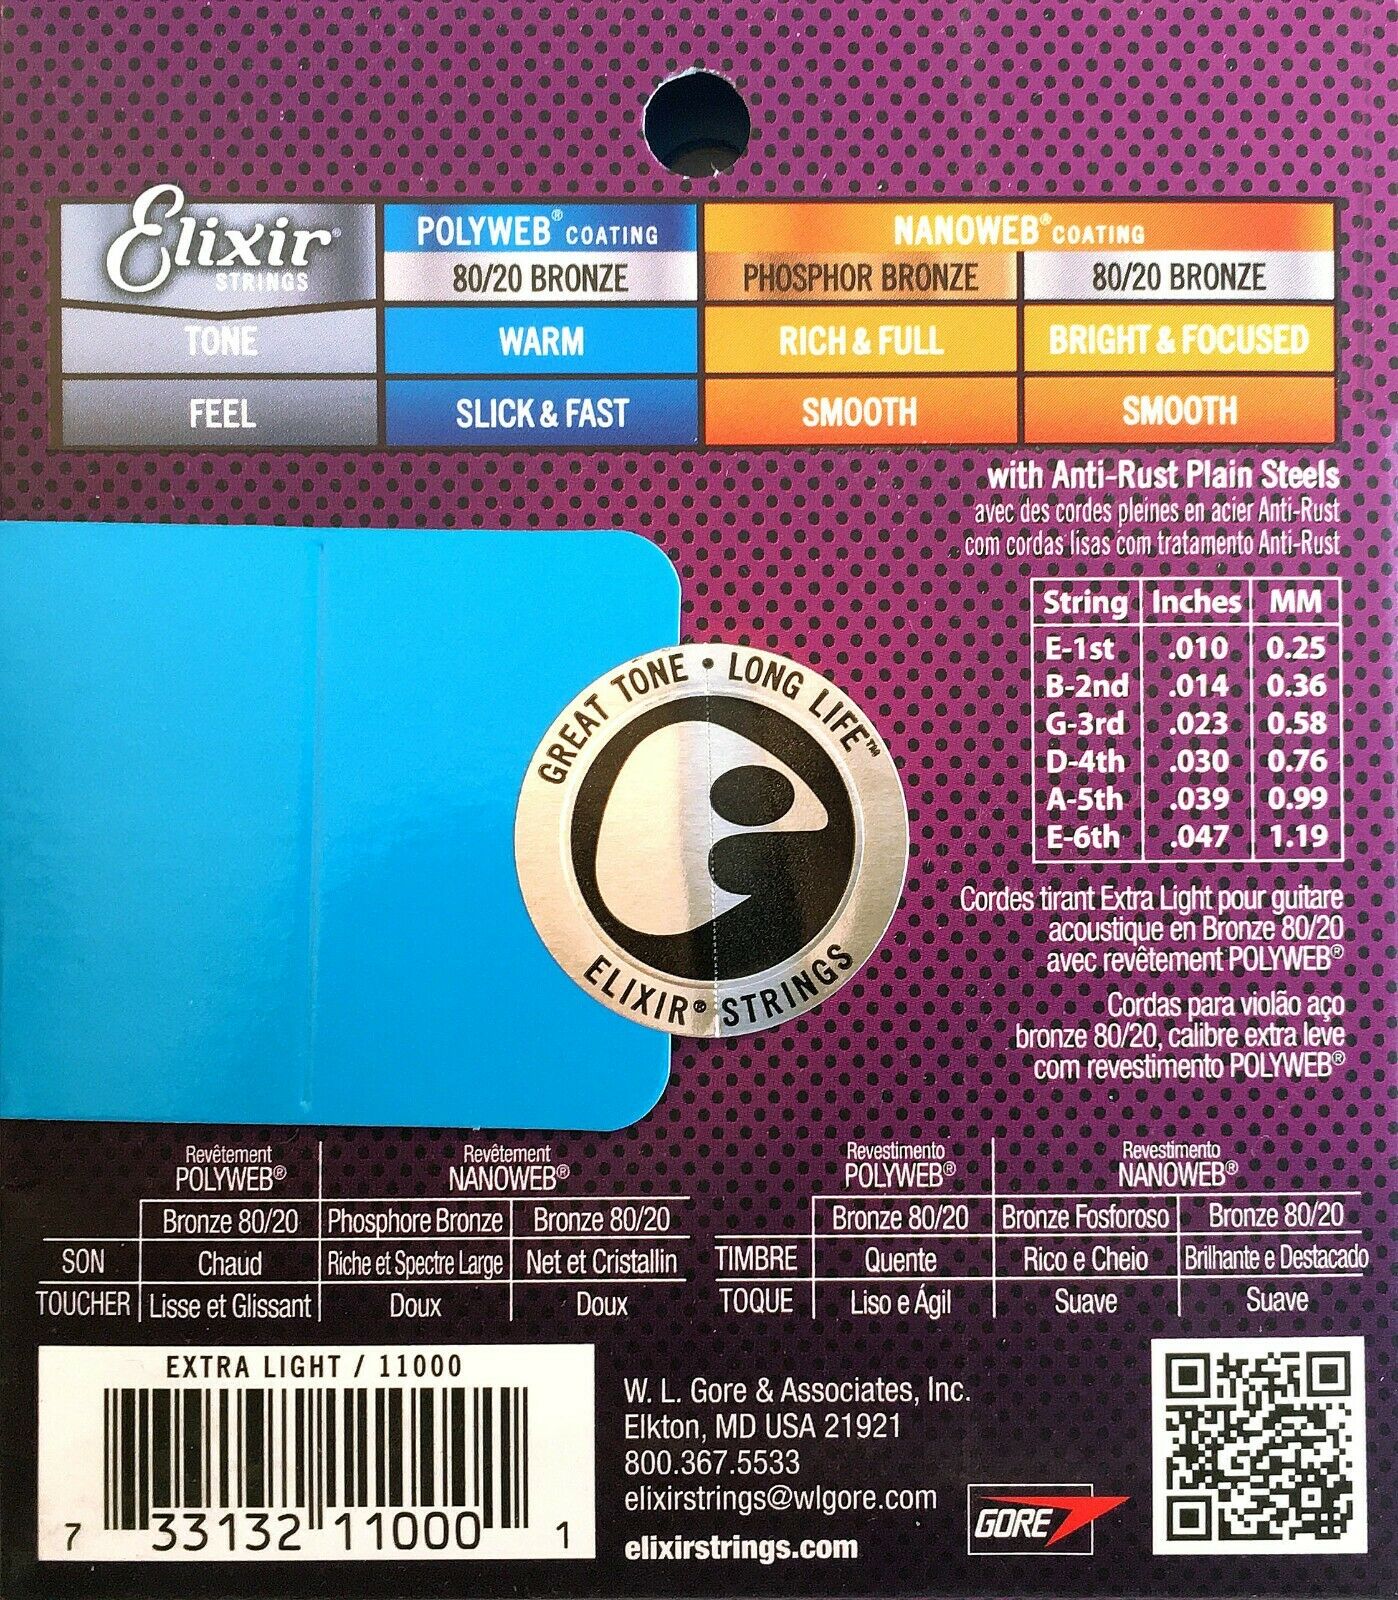 Elixir® STRINGS
POLYWEB® COATING
NANOWEB® COATING
80/20 BRONZE
PHOSPHOR BRONZE
80/20 BRONZE
TONE
WARM
RICH & FULL
BRIGHT & FOCUSED
FEEL
SLICK & FAST
SMOOTH
SMOOTH
with Anti-Rust Plain Steels
avec des cordes pleines en acier Anti-Rust
com cordas lisas com tratamento Anti-Rust
String Inches MM
E-1st .010 0.25
B-2nd .014 0.36
G-3rd .023 0.58
D-4th .030 0.76
A-5th .039 0.99
E-6th .047 1.19
GREAT TONE • LONG LIFE™
ELIXIR® STRINGS
Cordes tirant Extra Light pour guitare
acoustique en Bronze 80/20
avec revêtement POLYWEB®
Cordas para violão aço
bronze 80/20, calibre extra leve
com revestimento POLYWEB®
Revêtement
POLYWEB®
Revêtement
NANOWEB®
Bronze 80/20 Phosphore Bronze Bronze 80/20
SON Chaud Riche et Spectre Large Net et Cristallin
TOUCHER Lisse et Glissant Doux Doux
Revestimento
POLYWEB®
Revestimento
NANOWEB®
Bronze 80/20 Bronze Fosforoso Bronze 80/20
TIMBRE Quente Rico e Cheio Brilhante e Destacado
TOQUE Liso e Ágil Suave Suave
EXTRA LIGHT / 11000
7 33132 11000 1
W. L. Gore & Associates, Inc.
Elkton, MD USA 21921
800.367.5533
elixirstrings@wlgore.com
elixirstrings.com
GORE